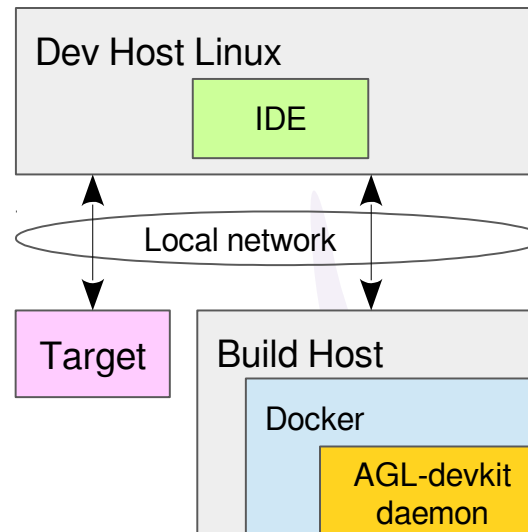 Dev Host Linux
IDE
Local network
Target
Build Host
Docker
AGL-devkit
daemon